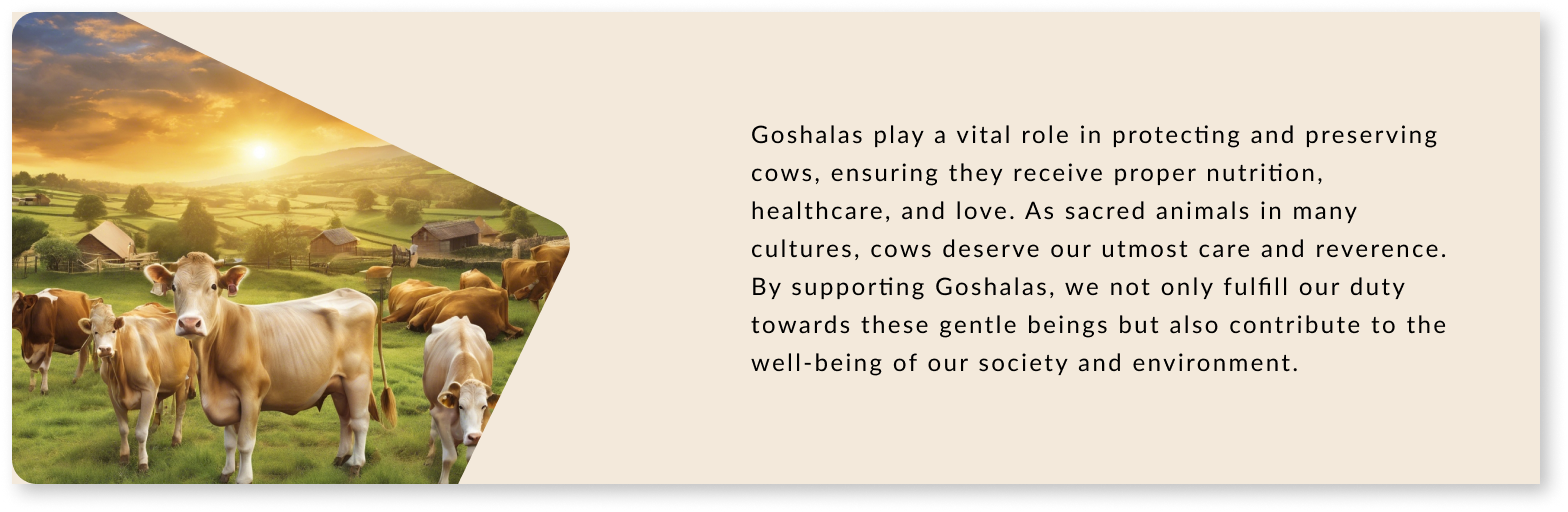 Goshalas play a vital role in protecting and preserving
cows, ensuring they receive proper nutrition,
healthcare, and love. As sacred animals in many
cultures, cows deserve our utmost care and reverence.
By supporting Goshalas, we not only fulfill our duty
towards these gentle beings but also contribute to the
well-being of our society and environment.